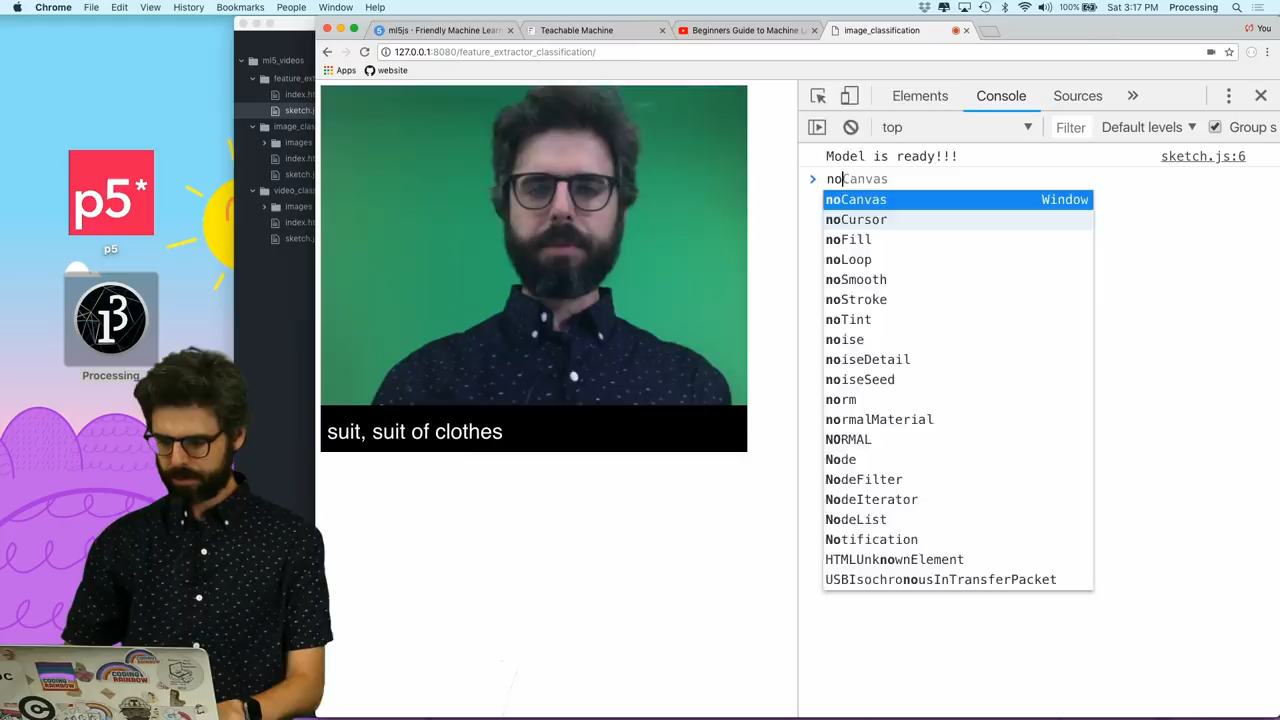 Chrome File Edit View History Bookmarks People Window Help
100% Sat 3:17 PM Processing
ml5js · Friendly Machine Lear
Teachable Machine
Beginners Guide to Machine L
image_classification
You
127.0.0.1:8080/feature_extractor_classification/
Apps
website
ml5_videos
feature_ext
index.ht
sketch.j
image_clas
images
index.ht
sketch.j
video_class
images
index.ht
sketch.j
p5*
p5
Processing
suit, suit of clothes
Elements Console Sources
top Filter Default levels Group s
Model is ready!!! sketch.js:6
noCanvas
noCanvas Window
noCursor
noFill
noLoop
noSmooth
noStroke
noTint
noise
noiseDetail
noiseSeed
norm
normalMaterial
NORMAL
Node
NodeFilter
NodeIterator
NodeList
Notification
HTMLUnknownElement
USBIsochronousInTransferPacket
CODING RAINBOW